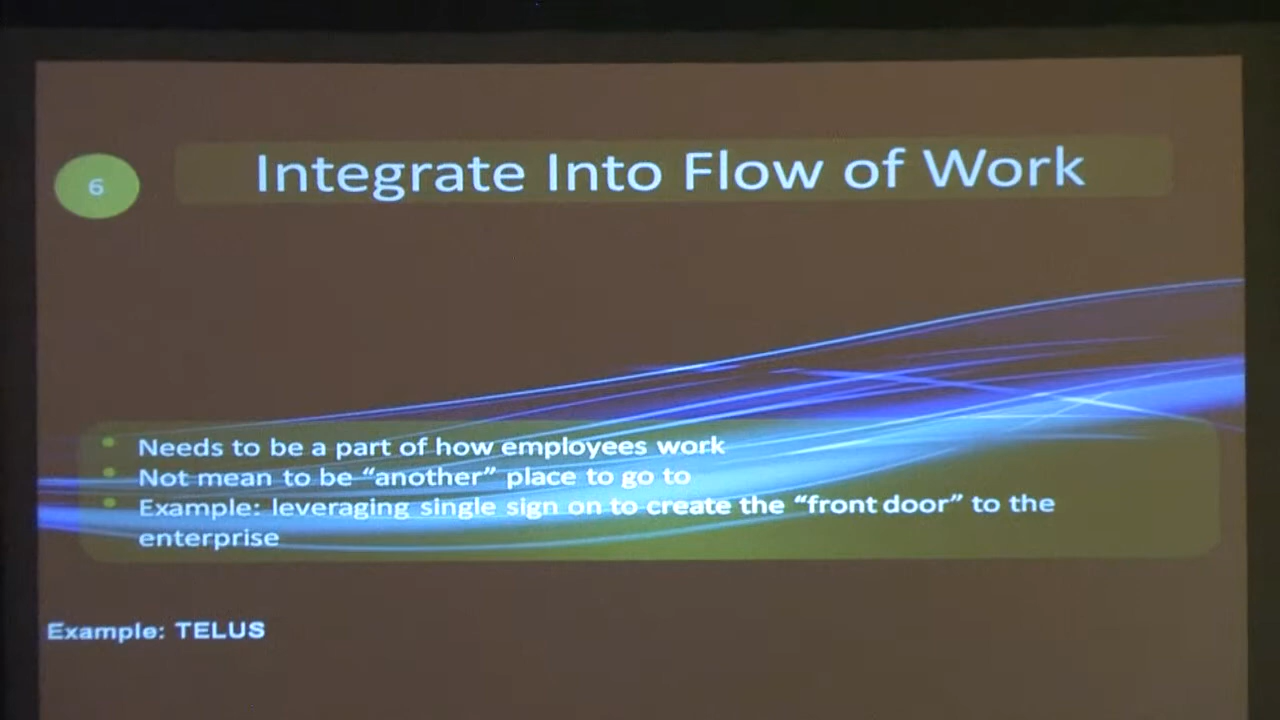 6
Integrate Into Flow of Work
Needs to be a part of how employees work
Not mean to be “another” place to go to
Example: leveraging single sign on to create the “front door” to the
enterprise
Example: TELUS